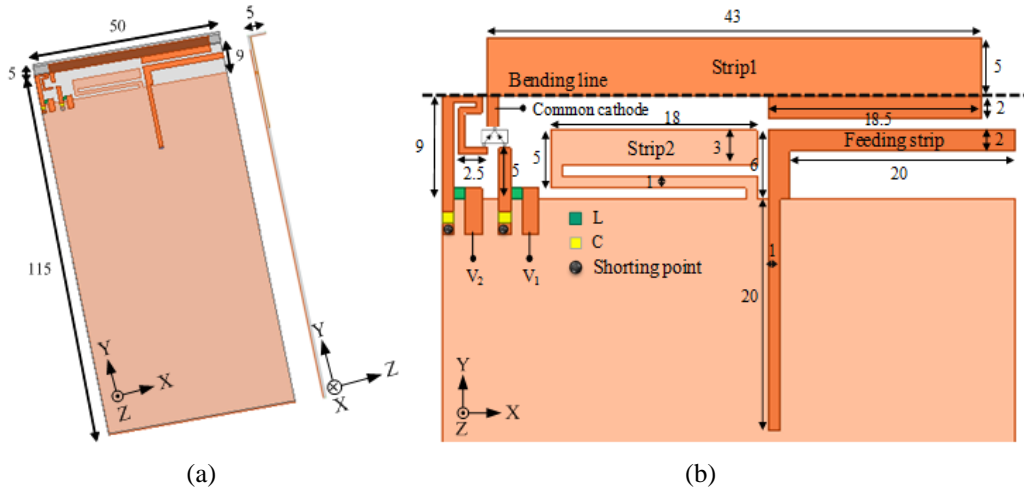 50
5
5
9
115
Y
X
Z
Y
Z
X
(a)
43
Strip1
5
Bending line
Common cathode
18
18.5
2
9
2.5
5
5
Strip2
3
6
Feeding strip
2
20
1
L
C
Shorting point
V2
V1
1
20
Y
Z
X
(b)